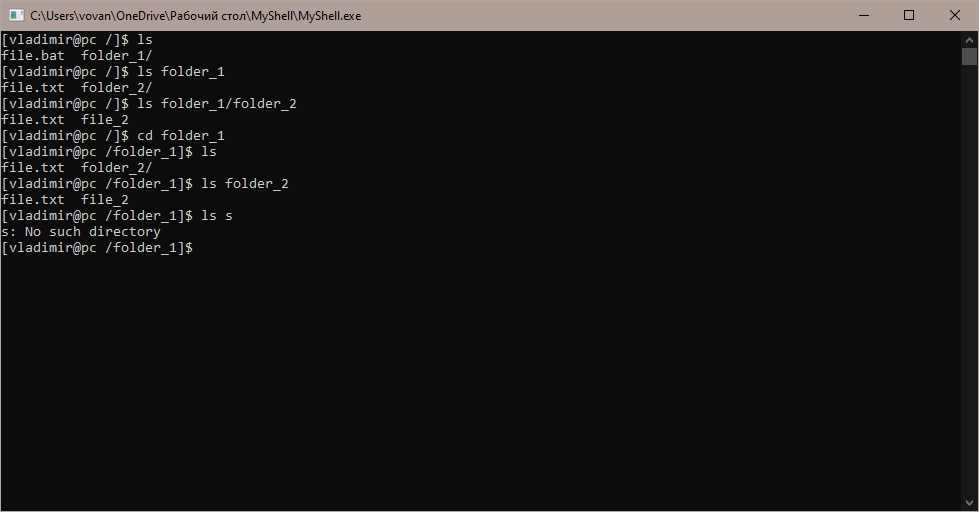 C:\Users\vovan\OneDrive\Рабочий стол\MyShell\MyShell.exe
[vladimir@pc /]$ ls
file.bat  folder_1/
[vladimir@pc /]$ ls folder_1
file.txt  folder_2/
[vladimir@pc /]$ ls folder_1/folder_2
file.txt  file_2
[vladimir@pc /]$ cd folder_1
[vladimir@pc /folder_1]$ ls
file.txt  folder_2/
[vladimir@pc /folder_1]$ ls folder_2
file.txt  file_2
[vladimir@pc /folder_1]$ ls s
s: No such directory
[vladimir@pc /folder_1]$